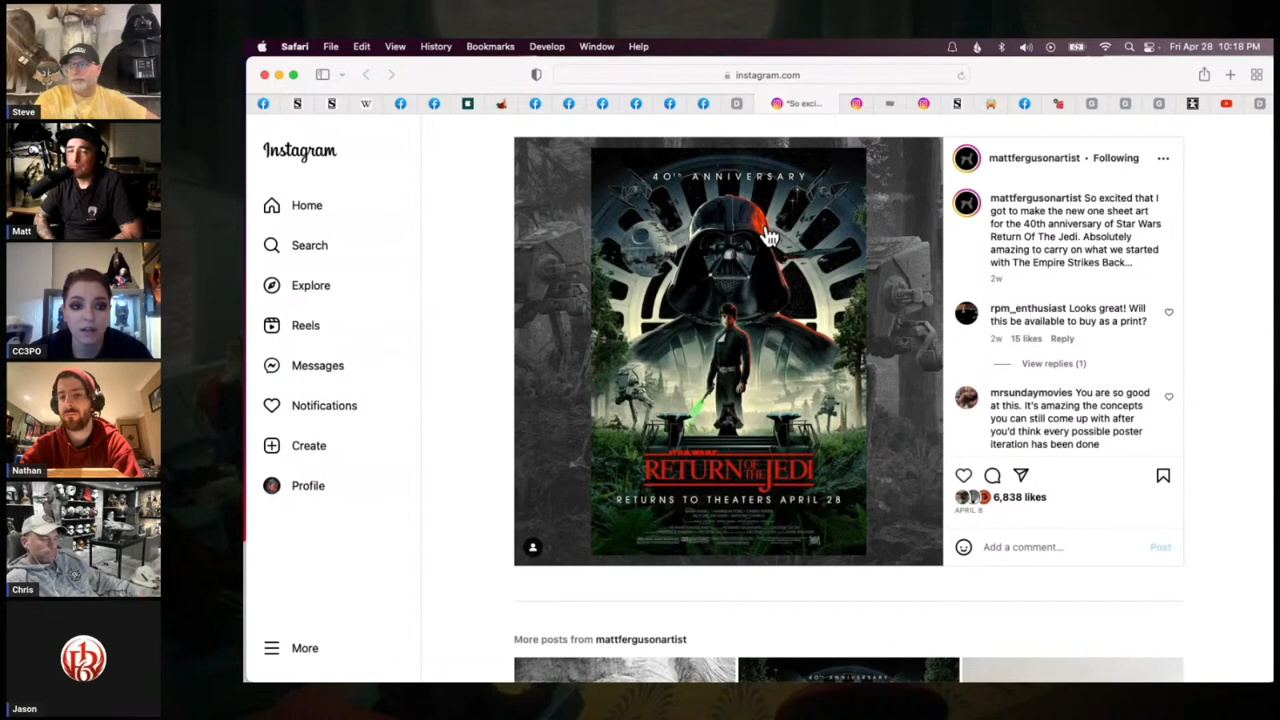 Steve
Matt
CC3PO
Nathan
Chris
Jason
Safari File Edit View History Bookmarks Develop Window Help
Fri Apr 28 10:18 PM
instagram.com
"So exci...
Instagram
Home
Search
Explore
Reels
Messages
Notifications
Create
Profile
More
40th ANNIVERSARY
STAR WARS
RETURN OF THE JEDI
RETURNS TO THEATERS APRIL 28
mattfergusonartist • Following
mattfergusonartist So excited that I
got to make the new one sheet art
for the 40th anniversary of Star Wars
Return Of The Jedi. Absolutely
amazing to carry on what we started
with The Empire Strikes Back...
2w
rpm_enthusiast Looks great! Will
this be available to buy as a print?
2w 15 likes Reply
View replies (1)
mrsundaymovies You are so good
at this. It's amazing the concepts
you can still come up with after
you'd think every possible poster
iteration has been done
6,838 likes
APRIL 8
Add a comment... Post
More posts from mattfergusonartist
40th ANNIVERSARY